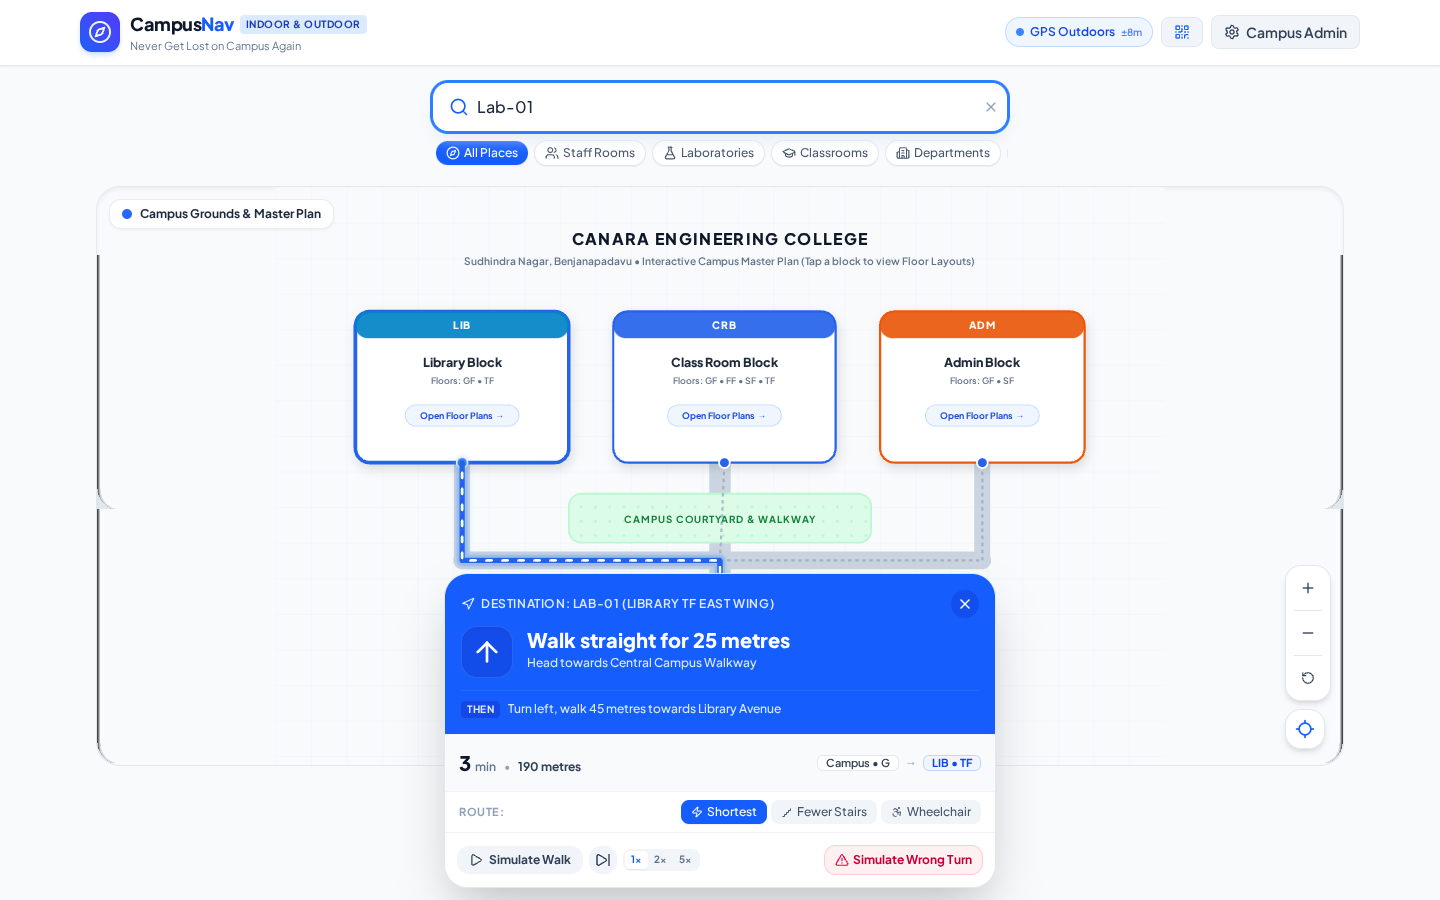 CampusNav INDOOR & OUTDOOR
Never Get Lost on Campus Again
GPS Outdoors ±8m
Campus Admin
Lab-01
All Places
Staff Rooms
Laboratories
Classrooms
Departments
Campus Grounds & Master Plan
CANARA ENGINEERING COLLEGE
Sudhindra Nagar, Benjanapadavu • Interactive Campus Master Plan (Tap a block to view Floor Layouts)
LIB
Library Block
Floors: GF • TF
Open Floor Plans →
CRB
Class Room Block
Floors: GF • FF • SF • TF
Open Floor Plans →
ADM
Admin Block
Floors: GF • SF
Open Floor Plans →
CAMPUS COURTYARD & WALKWAY
DESTINATION: LAB-01 (LIBRARY TF EAST WING)
Walk straight for 25 metres
Head towards Central Campus Walkway
THEN Turn left, walk 45 metres towards Library Avenue
3 min • 190 metres
Campus • G → LIB • TF
ROUTE:
Shortest
Fewer Stairs
Wheelchair
Simulate Walk
1×
2×
5×
Simulate Wrong Turn